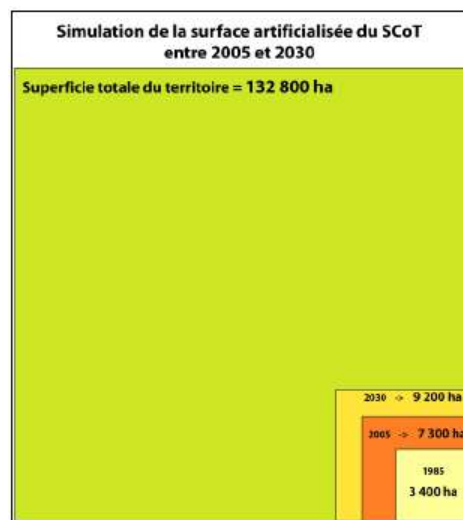 Simulation de la surface artificialisée du SCoT
entre 2005 et 2030
Superficie totale du territoire = 132 800 ha
2030 -> 9 200 ha
2005 -> 7 300 ha
1985
3 400 ha